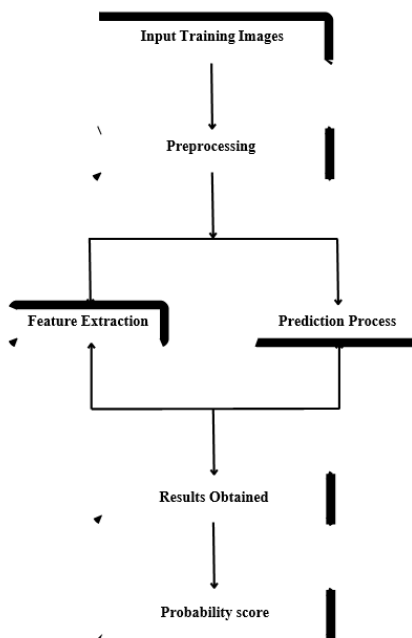 Input Training Images
Preprocessing
Feature Extraction
Prediction Process
Results Obtained
Probability score